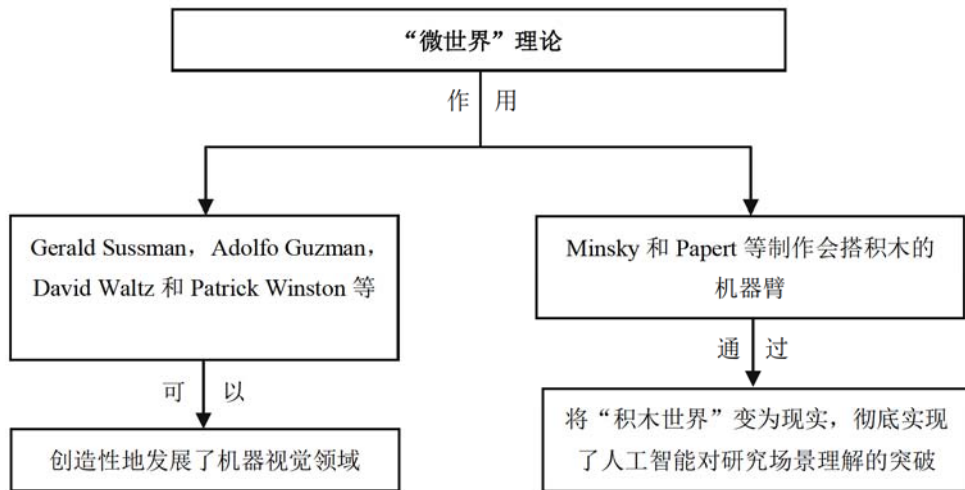 “微世界”理论
作 用
Gerald Sussman，Adolfo Guzman，
David Waltz 和 Patrick Winston 等
Minsky 和 Papert 等制作会搭积木的
机器臂
可 以
通 过
创造性地发展了机器视觉领域
将“积木世界”变为现实，彻底实现
了人工智能对研究场景理解的突破